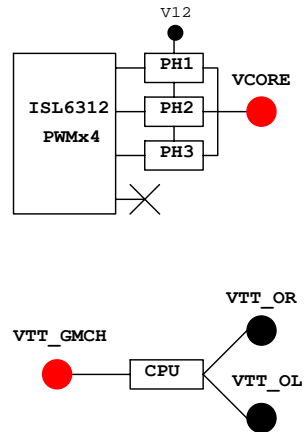 V12
PH1
VCORE
ISL6312
PH2
PWMx4
PH3
VTT_OR
VTT_GMCH
CPU
VTT_OL